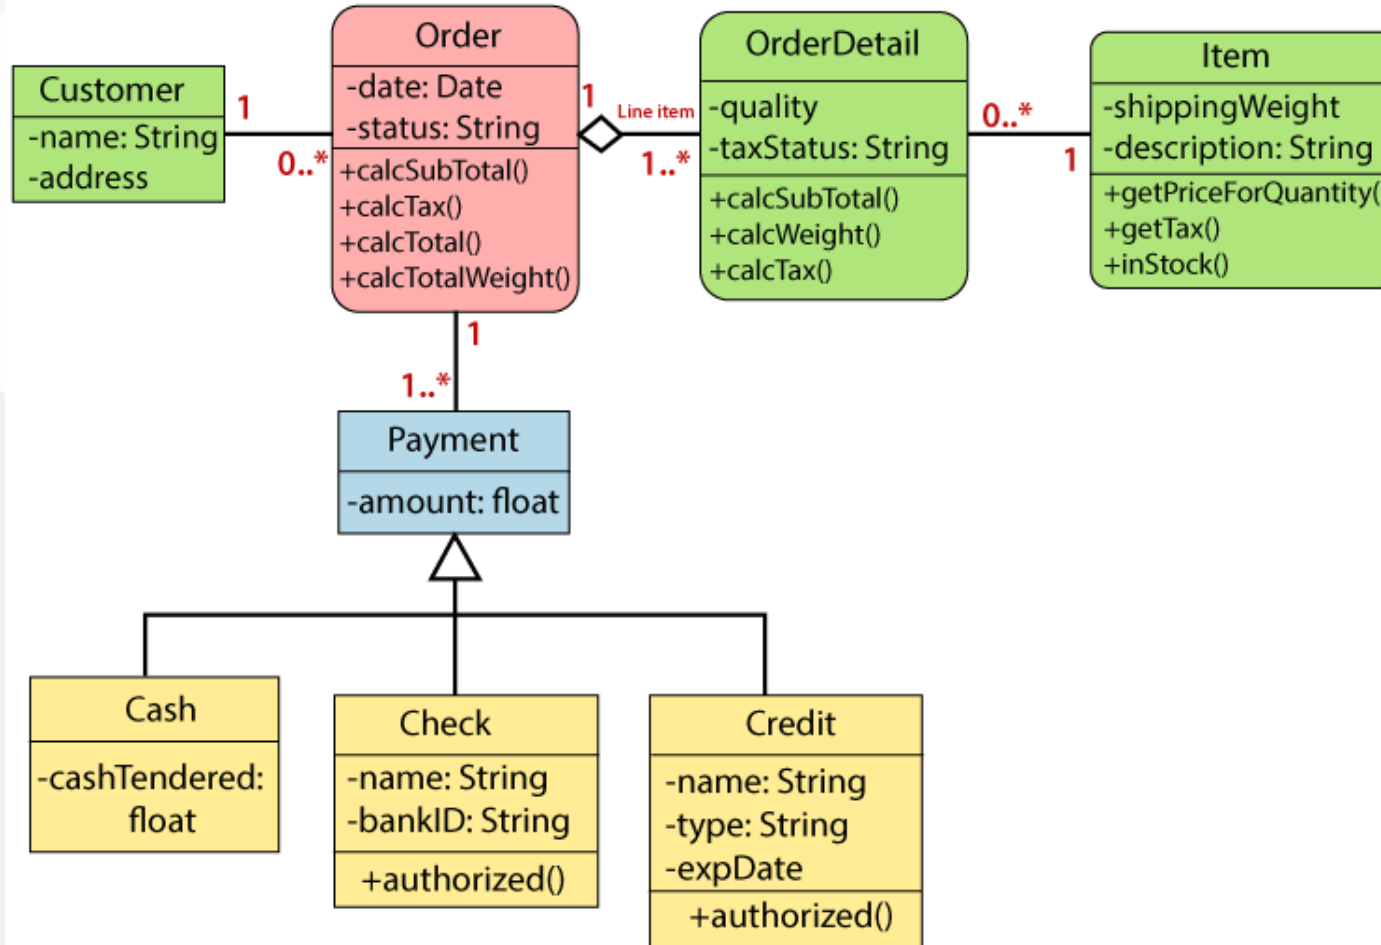 Customer
-name: String
-address
1
0..*
Order
-date: Date
-status: String
+calcSubTotal()
+calcTax()
+calcTotal()
+calcTotalWeight()
1
Line item
1..*
OrderDetail
-quality
-taxStatus: String
+calcSubTotal()
+calcWeight()
+calcTax()
0..*
1
Item
-shippingWeight
-description: String
+getPriceForQuantity(
+getTax()
+inStock()
1
1..*
Payment
-amount: float
Cash
-cashTendered:
float
Check
-name: String
-bankID: String
+authorized()
Credit
-name: String
-type: String
-expDate
+authorized()